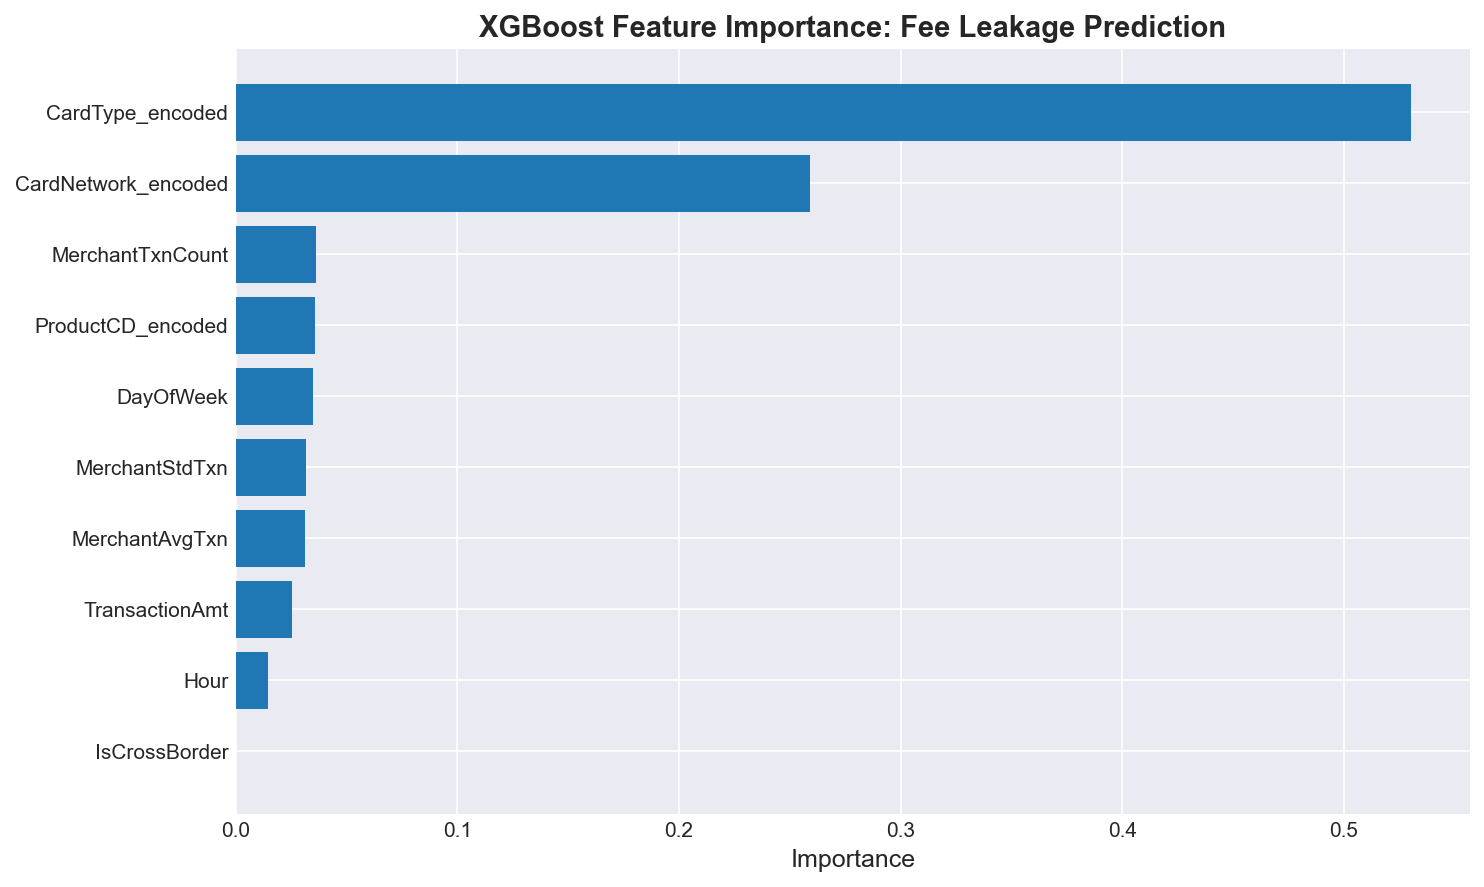 XGBoost Feature Importance: Fee Leakage Prediction
CardType_encoded
CardNetwork_encoded
MerchantTxnCount
ProductCD_encoded
DayOfWeek
MerchantStdTxn
MerchantAvgTxn
TransactionAmt
Hour
IsCrossBorder
0.0 0.1 0.2 0.3 0.4 0.5
Importance